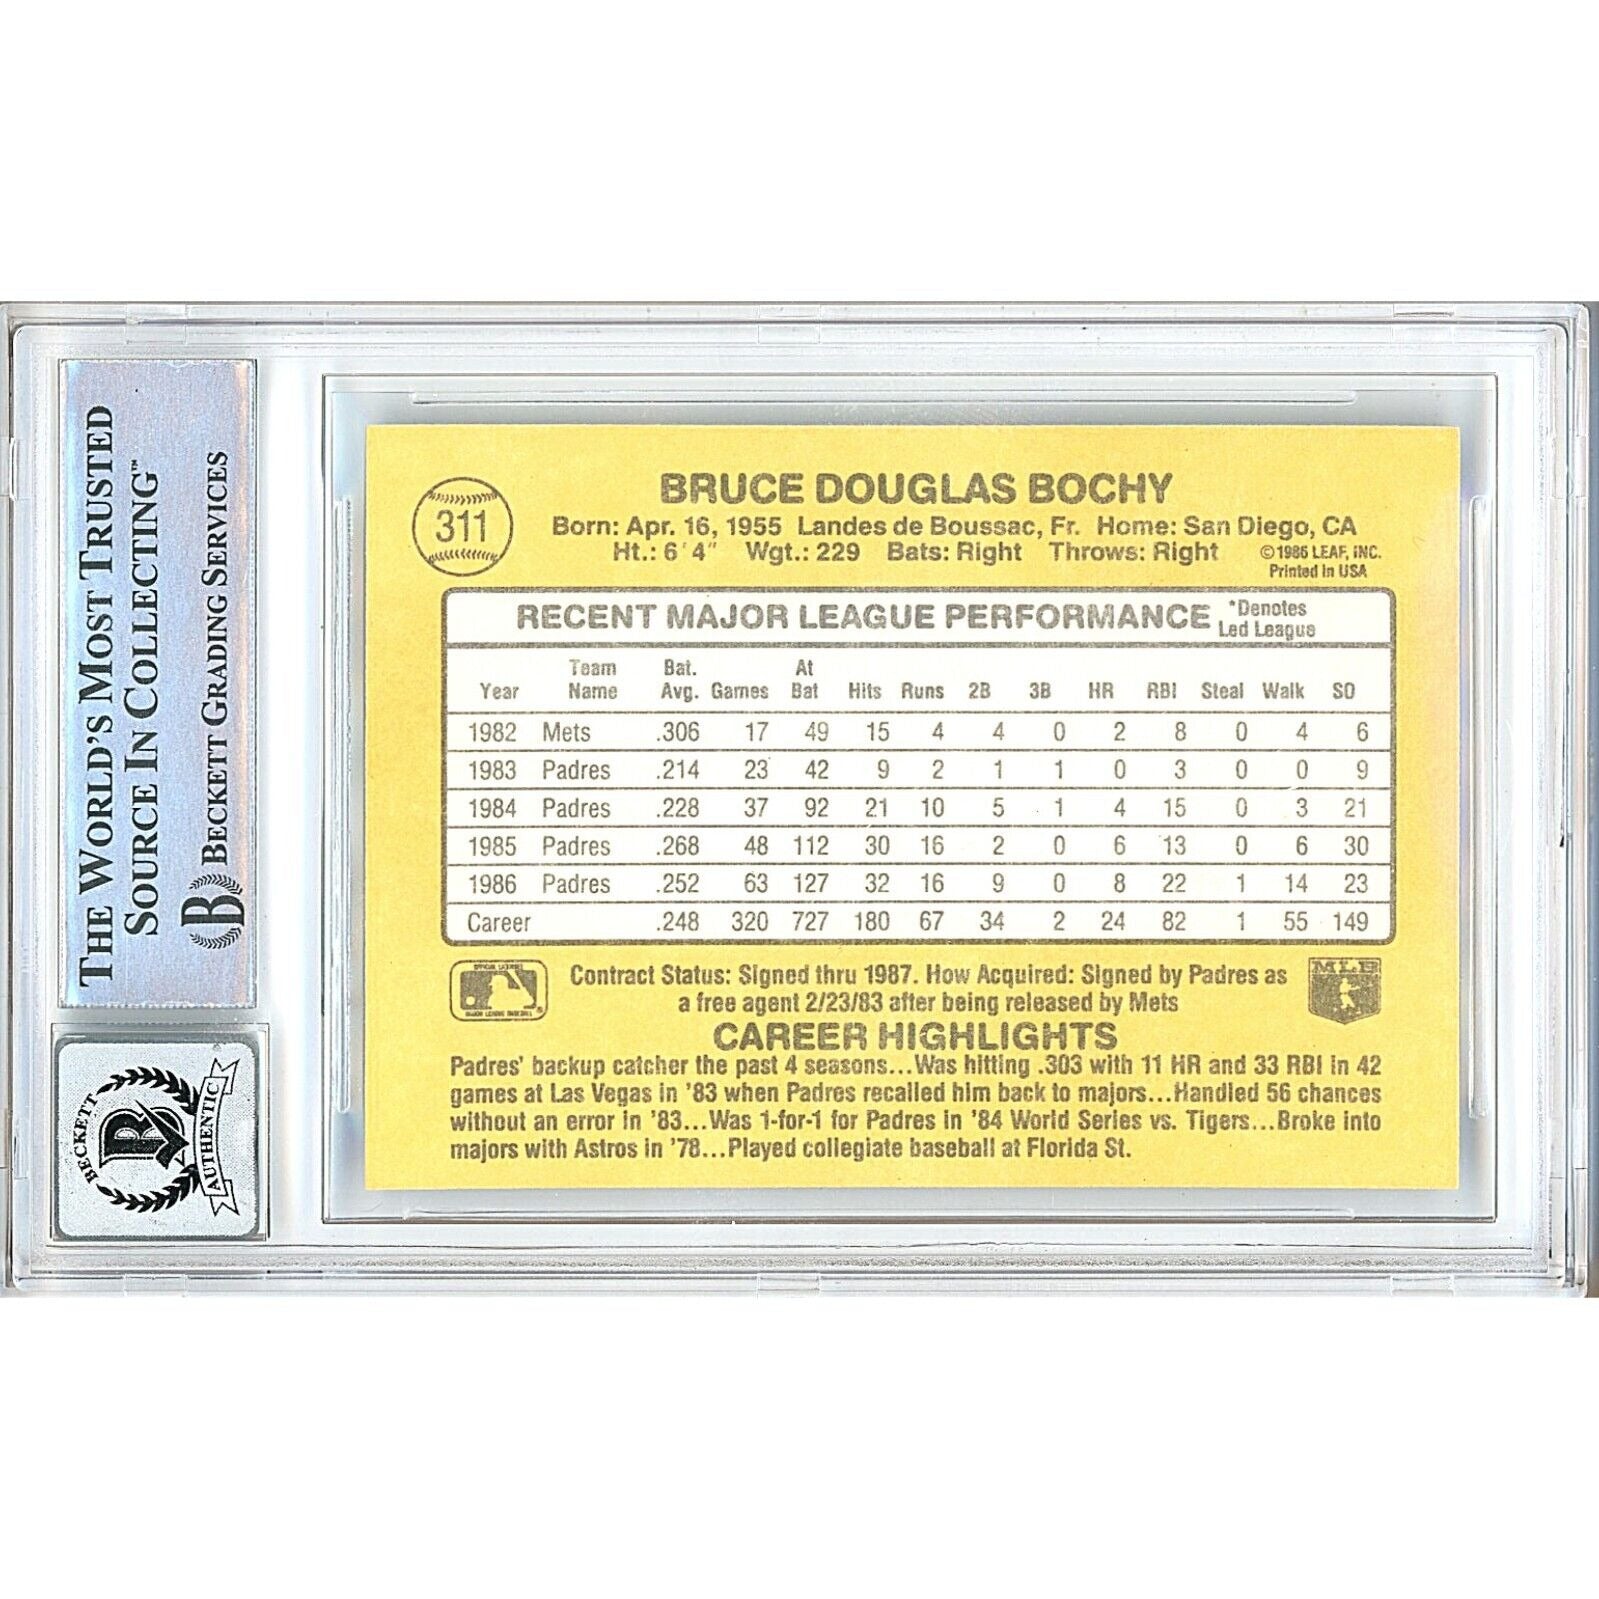 THE WORLD'S MOST TRUSTED
SOURCE IN COLLECTING™
B BECKETT GRADING SERVICES
BECKETT
B
AUTHENTIC
311
BRUCE DOUGLAS BOCHY
Born: Apr. 16, 1955 Landes de Boussac, Fr. Home: San Diego, CA
Ht.: 6'4" Wgt.: 229 Bats: Right Throws: Right ©1986 LEAF, INC.
Printed in USA
RECENT MAJOR LEAGUE PERFORMANCE *Denotes
Led League
Year Team Name Bat. Avg. Games At Bat Hits Runs 2B 3B HR RBI Steal Walk SO
1982 Mets .306 17 49 15 4 4 0 2 8 0 4 6
1983 Padres .214 23 42 9 2 1 1 0 3 0 0 9
1984 Padres .228 37 92 21 10 5 1 4 15 0 3 21
1985 Padres .268 48 112 30 16 2 0 6 13 0 6 30
1986 Padres .252 63 127 32 16 9 0 8 22 1 14 23
Career .248 320 727 180 67 34 2 24 82 1 55 149
Contract Status: Signed thru 1987. How Acquired: Signed by Padres as
a free agent 2/23/83 after being released by Mets
MLB
CAREER HIGHLIGHTS
Padres' backup catcher the past 4 seasons...Was hitting .303 with 11 HR and 33 RBI in 42
games at Las Vegas in '83 when Padres recalled him back to majors...Handled 56 chances
without an error in '83...Was 1-for-1 for Padres in '84 World Series vs. Tigers...Broke into
majors with Astros in '78...Played collegiate baseball at Florida St.